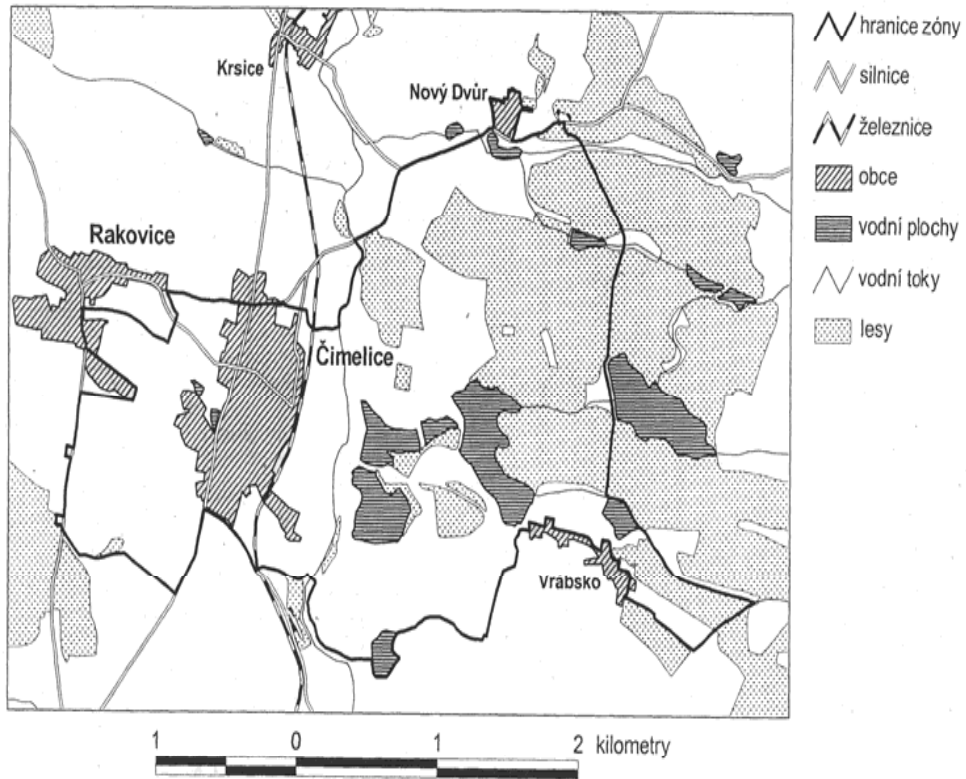 Krsice
Nový Dvůr
Rakovice
Čimelice
Vrábsko
hranice zóny
silnice
železnice
obce
vodní plochy
vodní toky
lesy
1 0 1 2 kilometry